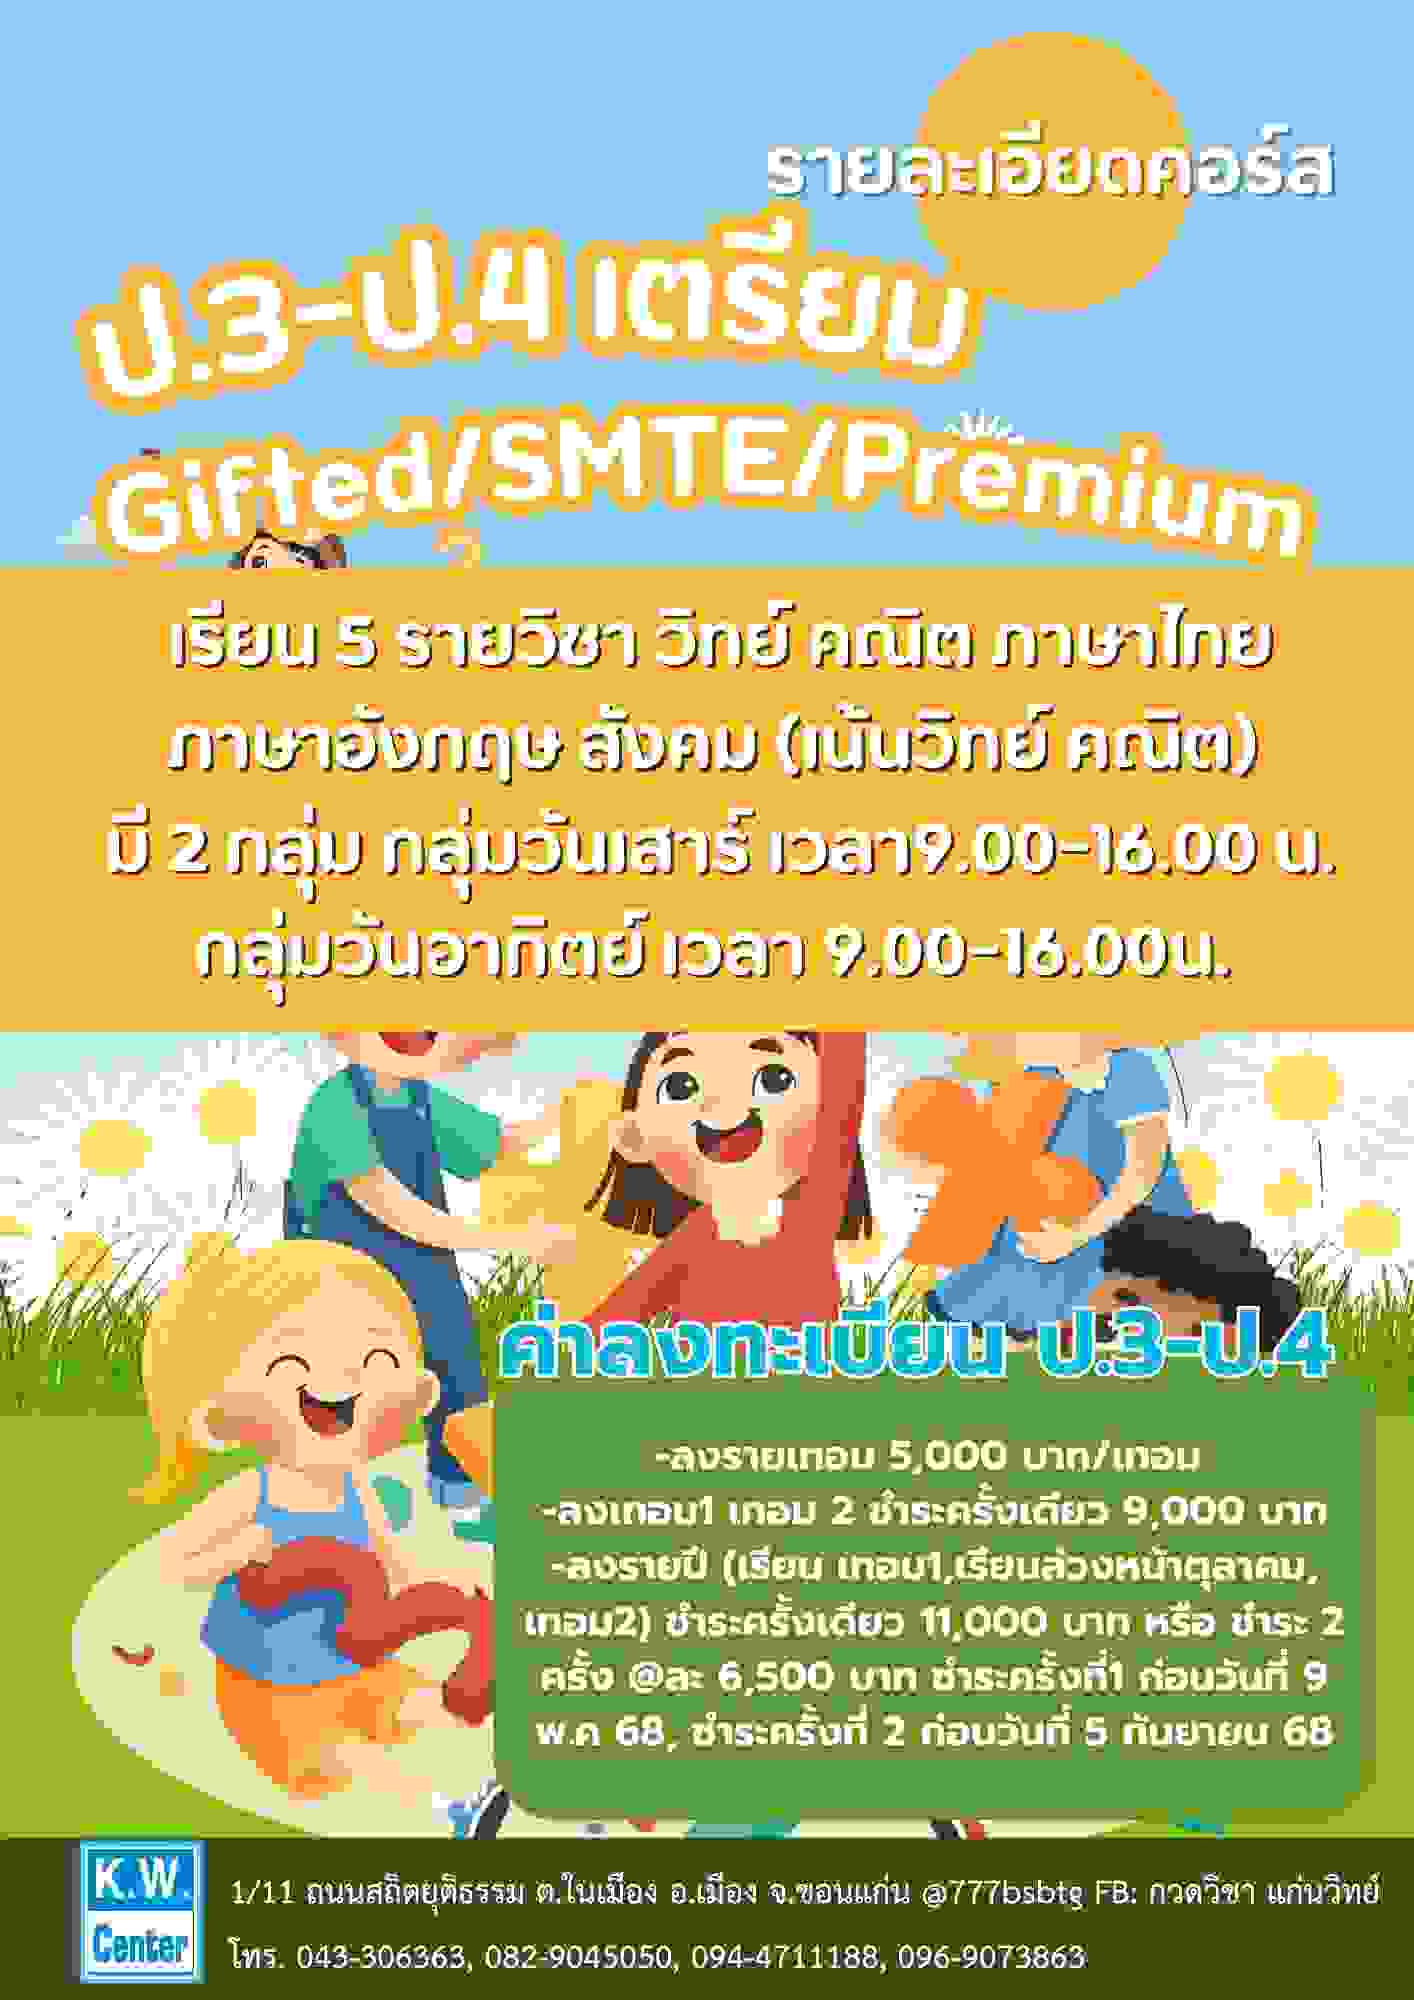 รายละเอียดคอร์ส
ป.3-ป.4 เตรียม
Gifted/SMTE/Premium
เรียน 5 รายวิชา วิทย์ คณิต ภาษาไทย
ภาษาอังกฤษ สังคม (เน้นวิทย์ คณิต)
มี 2 กลุ่ม กลุ่มวันเสาร์ เวลา9.00-16.00 น.
กลุ่มวันอาทิตย์ เวลา 9.00-16.00น.
ค่าลงทะเบียน ป.3-ป.4
-ลงรายเทอม 5,000 บาท/เทอม
-ลงเทอม1 เทอม 2 ชำระครั้งเดียว 9,000 บาท
-ลงรายปี (เรียน เทอม1,เรียนล่วงหน้าตุลาคม,
เทอม2) ชำระครั้งเดียว 11,000 บาท หรือ ชำระ 2
ครั้ง @ละ 6,500 บาท ชำระครั้งที่1 ก่อนวันที่ 9
พ.ค 68, ชำระครั้งที่ 2 ก่อนวันที่ 5 กันยายน 68
K.W.
Center
1/11 ถนนสถิตยุติธรรม ต.ในเมือง อ.เมือง จ.ขอนแก่น @777bsbtg FB: กวดวิชา แก่นวิทย์
โทร. 043-306363, 082-9045050, 094-4711188, 096-9073863